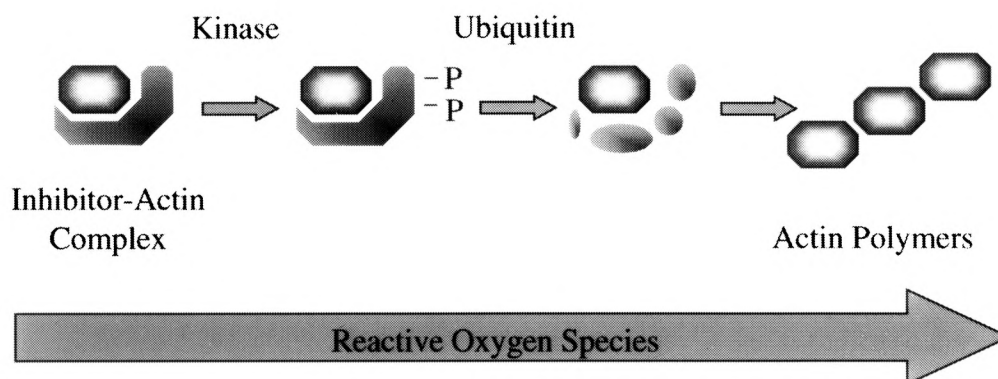 Kinase
Ubiquitin
– P
– P
Inhibitor-Actin
Complex
Actin Polymers
Reactive Oxygen Species